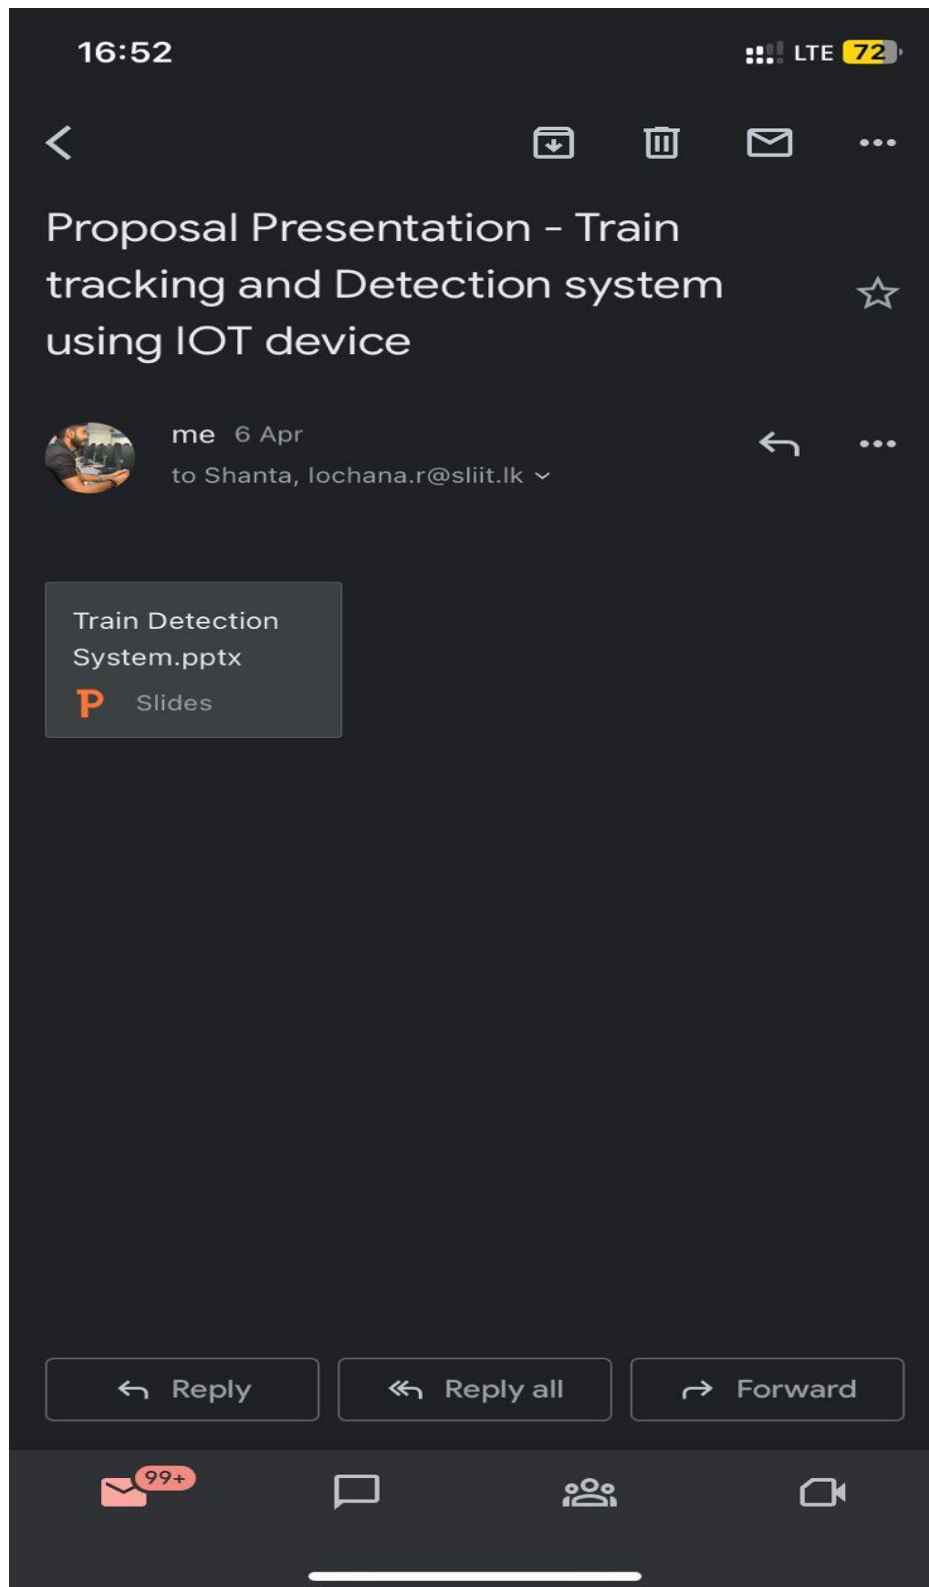 16:52 LTE 72
Proposal Presentation - Train
tracking and Detection system
using IOT device
me 6 Apr
to Shanta, lochana.r@sliit.lk
Train Detection
System.pptx
P Slides
Reply Reply all Forward
99+